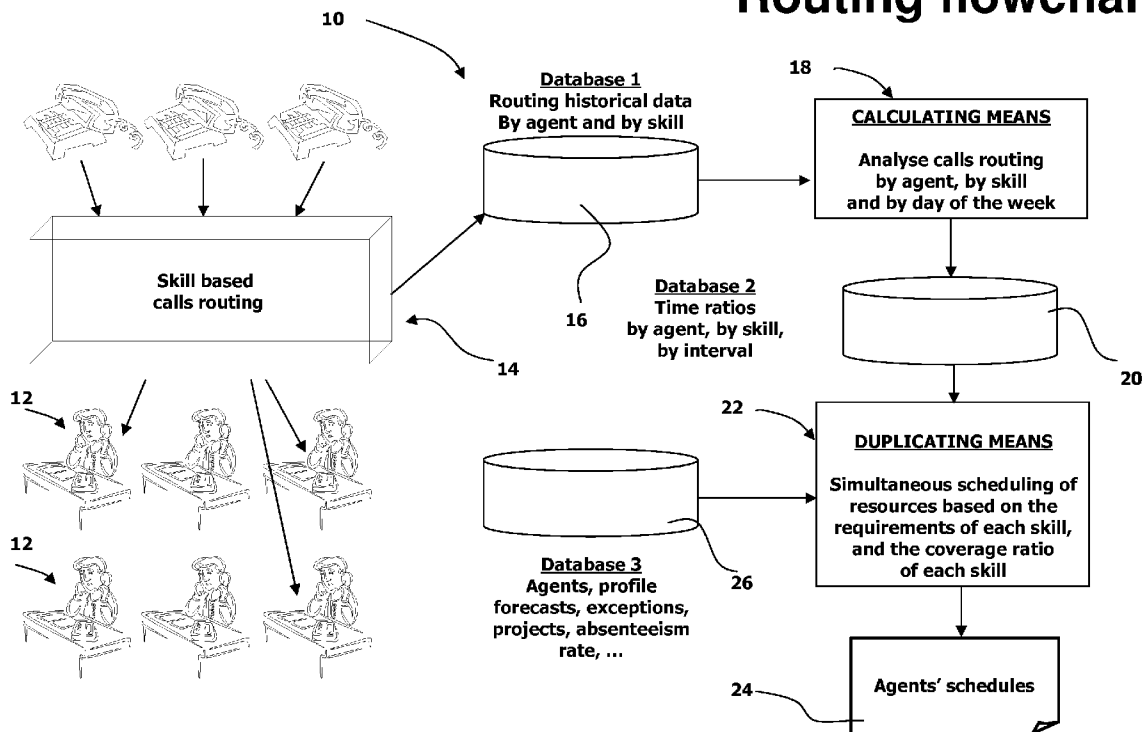 Routing flowchar
10
Database 1
Routing historical data
By agent and by skill
18
CALCULATING MEANS
Analyse calls routing
by agent, by skill
and by day of the week
Skill based
calls routing
16
Database 2
Time ratios
by agent, by skill,
by interval
14
20
12
22
DUPLICATING MEANS
Simultaneous scheduling of
resources based on the
requirements of each skill,
and the coverage ratio
of each skill
12
Database 3
Agents, profile
forecasts, exceptions,
projects, absenteeism
rate, ...
26
24
Agents' schedules